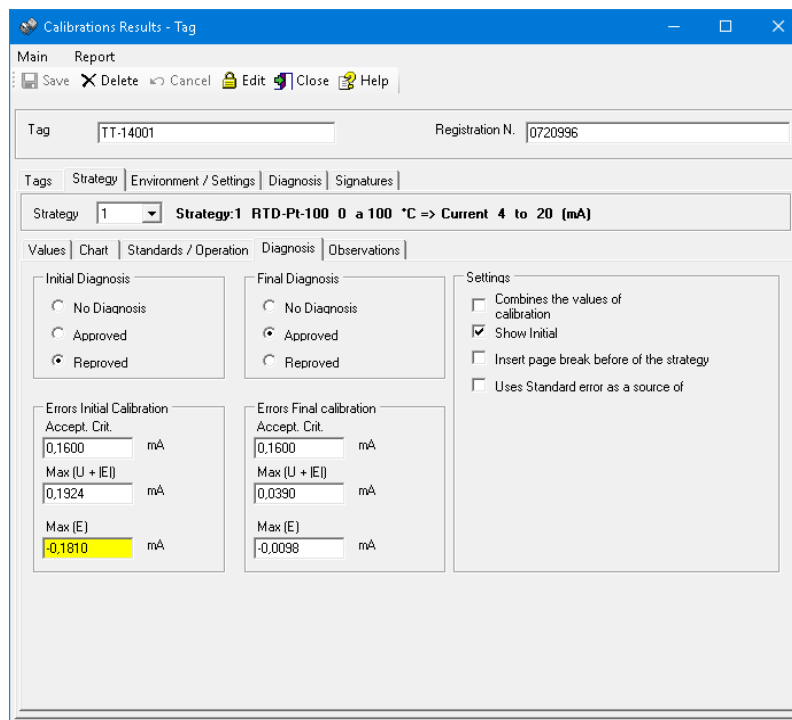 Calibrations Results - Tag
Main Report
Save Delete Cancel Edit Close Help
Tag TT-14001 Registration N. 0720996
Tags Strategy Environment / Settings Diagnosis Signatures
Strategy 1 Strategy:1 RTD-Pt-100 0 a 100 °C => Current 4 to 20 (mA)
Values Chart Standards / Operation Diagnosis Observations
Initial Diagnosis
No Diagnosis
Approved
Reproved
Final Diagnosis
No Diagnosis
Approved
Reproved
Settings
Combines the values of
calibration
Show Initial
Insert page break before of the strategy
Uses Standard error as a source of
Errors Initial Calibration
Accept. Crit.
0,1600 mA
Max (U + |E|)
0,1924 mA
Max (E)
-0,1810 mA
Errors Final calibration
Accept. Crit.
0,1600 mA
Max (U + |E|)
0,0390 mA
Max (E)
-0,0098 mA